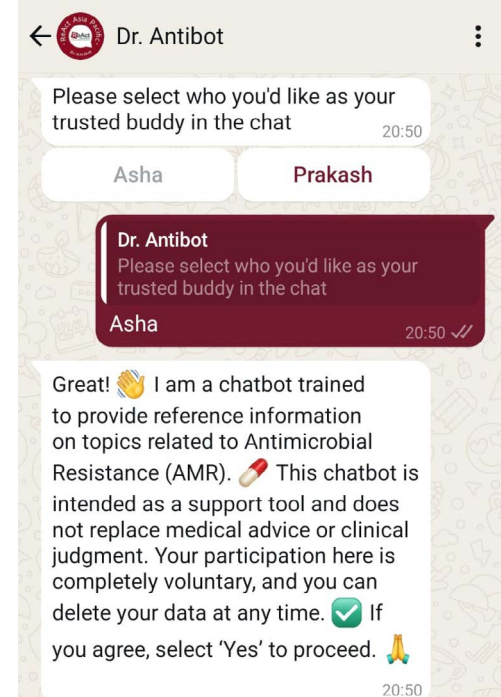 Dr. Antibot
Please select who you'd like as your
trusted buddy in the chat
20:50
Asha
Prakash
Dr. Antibot
Please select who you'd like as your
trusted buddy in the chat
Asha
20:50
Great! 👋 I am a chatbot trained
to provide reference information
on topics related to Antimicrobial
Resistance (AMR). 💊 This chatbot is
intended as a support tool and does
not replace medical advice or clinical
judgment. Your participation here is
completely voluntary, and you can
delete your data at any time. ✅ If
you agree, select ‘Yes’ to proceed. 🙏
20:50